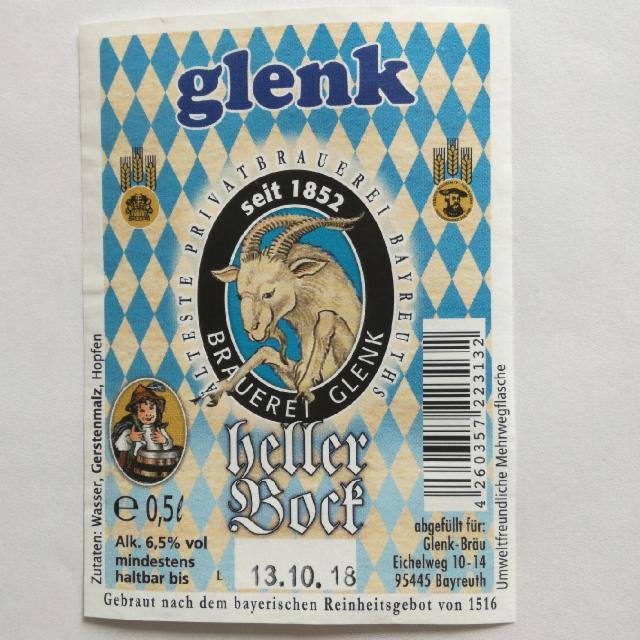 glenk
ÄLTESTE PRIVATBRAUEREI BAYREUTHS
seit 1852
BRAUEREI GLENK
heller
Bock
Zutaten: Wasser, Gerstenmalz, Hopfen
e 0,5ℓ
Alk. 6,5% vol
mindestens
haltbar bis
L
13.10.18
4 260357 223132
abgefüllt für:
Glenk-Bräu
Eichelweg 10-14
95445 Bayreuth
Umweltfreundliche Mehrwegflasche
Gebraut nach dem bayerischen Reinheitsgebot von 1516